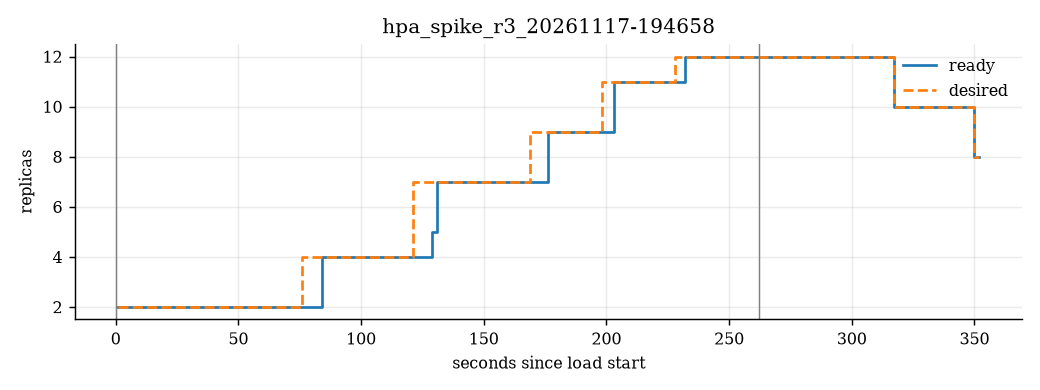 hpa_spike_r3_20261117-194658
replicas
12
10
8
6
4
2
ready
desired
0 50 100 150 200 250 300 350
seconds since load start